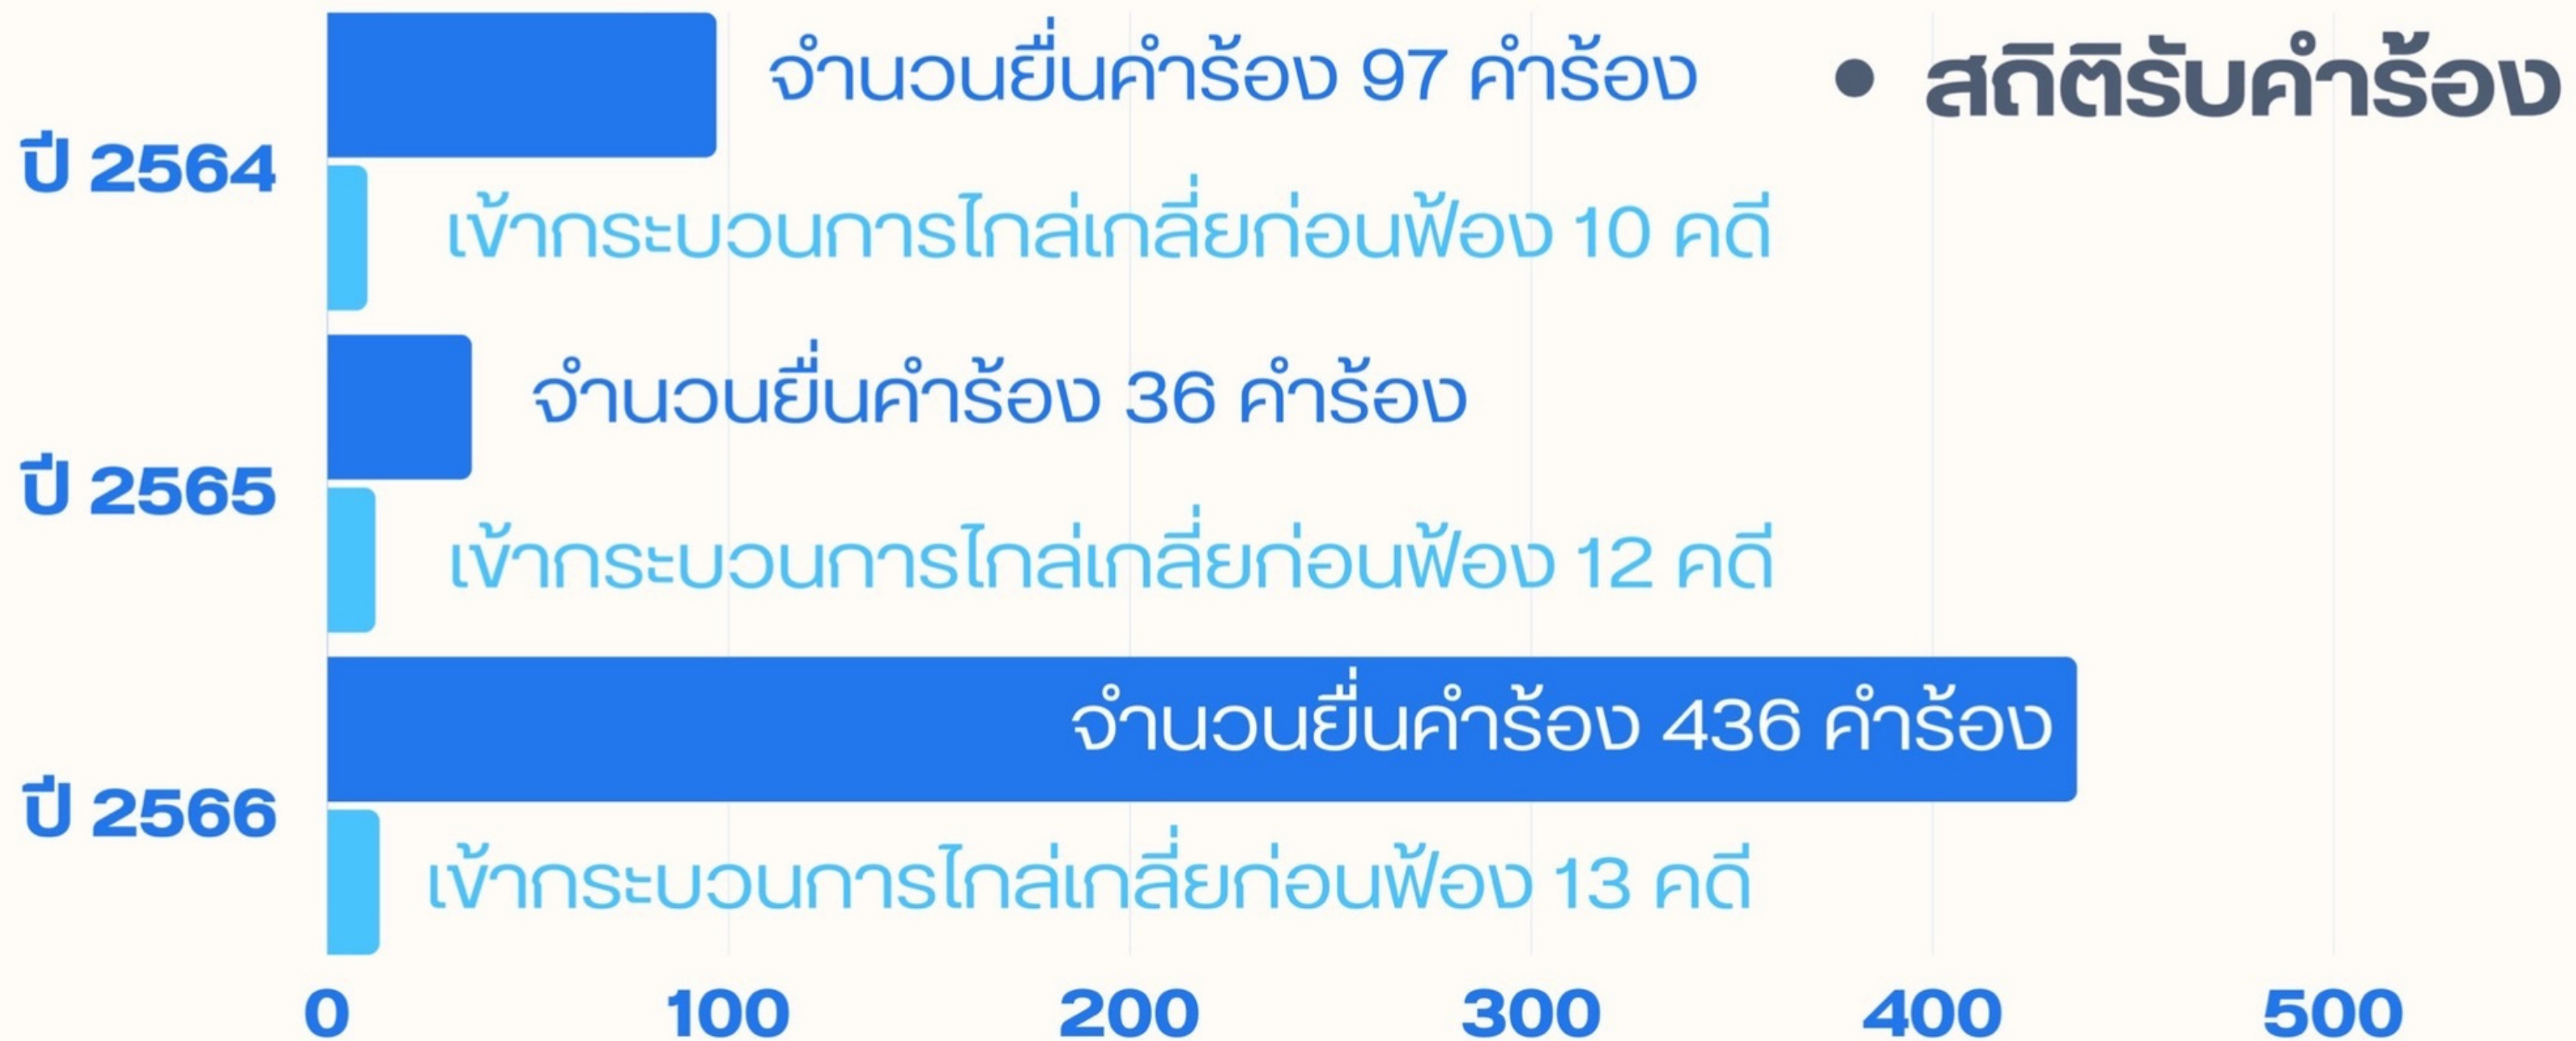 • สถิติรับคำร้อง
ปี 2564
จำนวนยื่นคำร้อง 97 คำร้อง
เข้ากระบวนการไกล่เกลี่ยก่อนฟ้อง 10 คดี
ปี 2565
จำนวนยื่นคำร้อง 36 คำร้อง
เข้ากระบวนการไกล่เกลี่ยก่อนฟ้อง 12 คดี
ปี 2566
จำนวนยื่นคำร้อง 436 คำร้อง
เข้ากระบวนการไกล่เกลี่ยก่อนฟ้อง 13 คดี
0 100 200 300 400 500